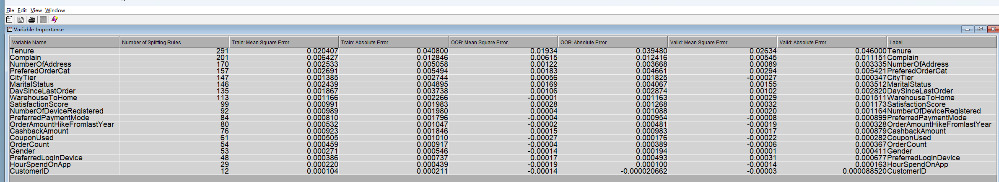 File Edit View Window
Variable Importance
Variable Name Number of Splitting Rules Train: Mean Square Error Train: Absolute Error OOB: Mean Square Error OOB: Absolute Error Valid: Mean Square Error Valid: Absolute Error Label
Tenure 291 0.020407 0.040800 0.01934 0.039480 0.02634 0.046000 Tenure
Complain 201 0.006427 0.012846 0.00615 0.012416 0.00545 0.011151 Complain
NumberOfAddress 170 0.002533 0.005058 0.00122 0.003668 0.00089 0.003335 NumberOfAddress
PreferedOrderCat 157 0.002691 0.005494 0.00183 0.004661 0.00294 0.005421 PreferedOrderCat
CityTier 147 0.001385 0.002744 0.00056 0.001825 -0.00027 0.000347 CityTier
MaritalStatus 146 0.002439 0.004895 0.00169 0.004067 0.00155 0.003512 MaritalStatus
DaySinceLastOrder 135 0.001867 0.003738 0.00106 0.002874 0.00102 0.002820 DaySinceLastOrder
WarehouseToHome 113 0.001166 0.002266 -0.00001 0.001163 0.00029 0.001511 WarehouseToHome
SatisfactionScore 99 0.000991 0.001983 0.00028 0.001268 0.00032 0.001173 SatisfactionScore
NumberOfDeviceRegistered 92 0.000989 0.001980 0.00004 0.001088 0.00020 0.001164 NumberOfDeviceRegistered
PreferredPaymentMode 84 0.000810 0.001796 -0.00004 0.000954 -0.00008 0.000899 PreferredPaymentMode
OrderAmountHikeFromlastYear 80 0.000532 0.001047 -0.00002 0.000481 -0.00019 0.000328 OrderAmountHikeFromlastYear
CashbackAmount 76 0.000923 0.001846 0.00015 0.000983 0.00017 0.000879 CashbackAmount
CouponUsed 61 0.000505 0.001010 -0.00027 0.000176 -0.00022 0.000282 CouponUsed
OrderCount 54 0.000459 0.000917 -0.00004 0.000389 -0.00006 0.000367 OrderCount
Gender 53 0.000271 0.000546 -0.00014 0.000194 0.00001 0.000411 Gender
PreferredLoginDevice 48 0.000386 0.000737 0.00017 0.000493 0.00031 0.000677 PreferredLoginDevice
HourSpendOnApp 29 0.000220 0.000439 -0.00019 0.000100 -0.00014 0.000163 HourSpendOnApp
CustomerID 12 0.000104 0.000211 -0.00014 -0.000020662 -0.00003 0.000088520 CustomerID